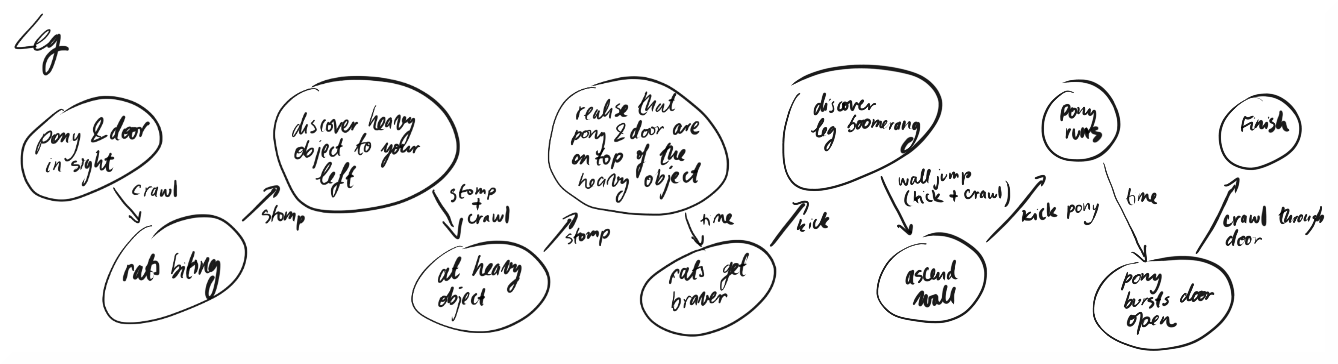 Leg
pony & door
in sight
crawl
rats biting
stomp
discover heavy
object to your
left
stomp
+
crawl
at heavy
object
stomp
realise that
pony & door are
on top of the
heavy object
time
rats get
braver
kick
discover
leg boomerang
wall jump
(kick + crawl)
ascend
wall
kick pony
pony
runs
time
pony
bursts door
open
crawl through
door
Finish